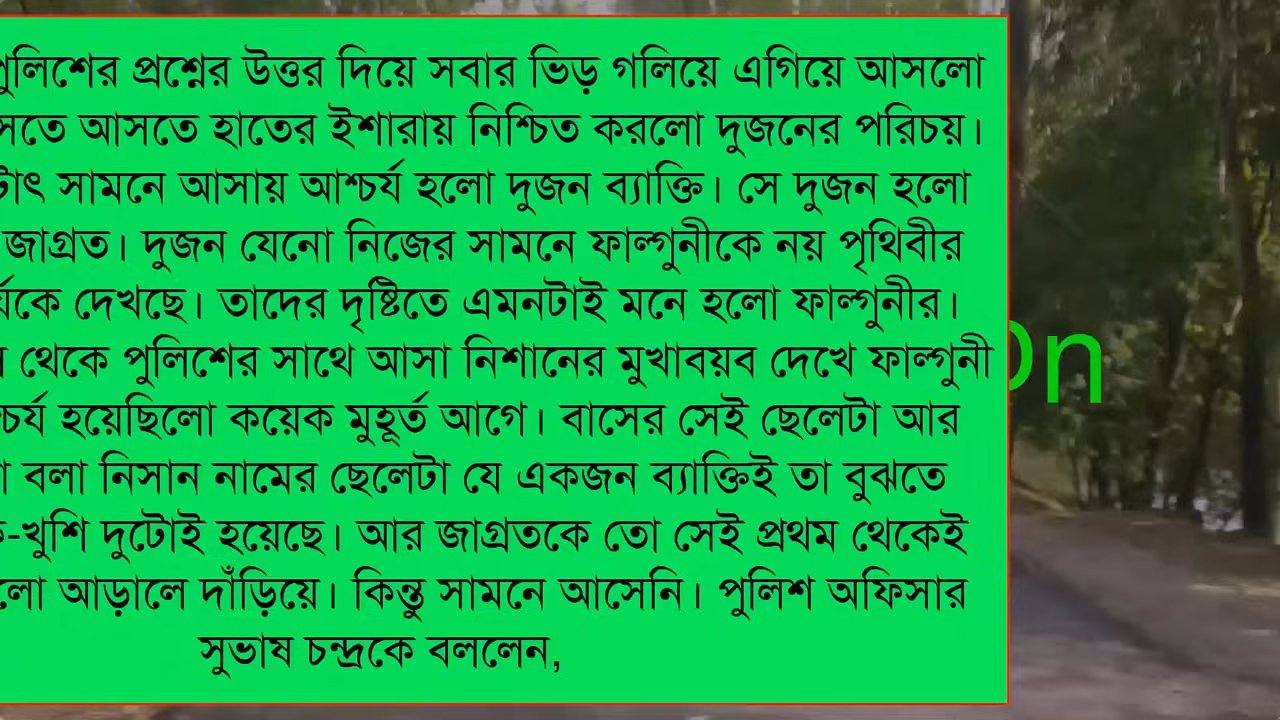 পুলিশের প্রশ্নের উত্তর দিয়ে সবার ভিড় গলিয়ে এগিয়ে আসলো
আসতে হাতের ইশারায় নিশ্চিত করলো দুজনের পরিচয়।
সামনে আসায় আশ্চর্য হলো দুজন ব্যাক্তি। সে দুজন হলো
জাগ্রত। দুজন যেনো নিজের সামনে ফাল্গুনীকে নয় পৃথিবীর
দেখছে। তাদের দৃষ্টিতে এমনটাই মনে হলো ফাল্গুনীর।
থেকে পুলিশের সাথে আসা নিশানের মুখাবয়ব দেখে ফাল্গুনী
হয়েছিলো কয়েক মুহূর্ত আগে। বাসের সেই ছেলেটা আর
বলা নিসান নামের ছেলেটা যে একজন ব্যাক্তিই তা বুঝতে
-খুশি দুটোই হয়েছে। আর জাগ্রতকে তো সেই প্রথম থেকেই
আড়ালে দাঁড়িয়ে। কিন্তু সামনে আসেনি। পুলিশ অফিসার
সুভাষ চন্দ্রকে বললেন,